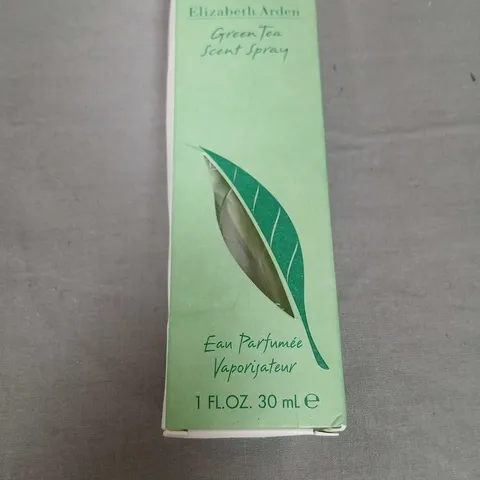 Elizabeth Arden
Green Tea
Scent Spray
Eau Parfumée
Vaporisateur
1 FL.OZ. 30 mL ℮